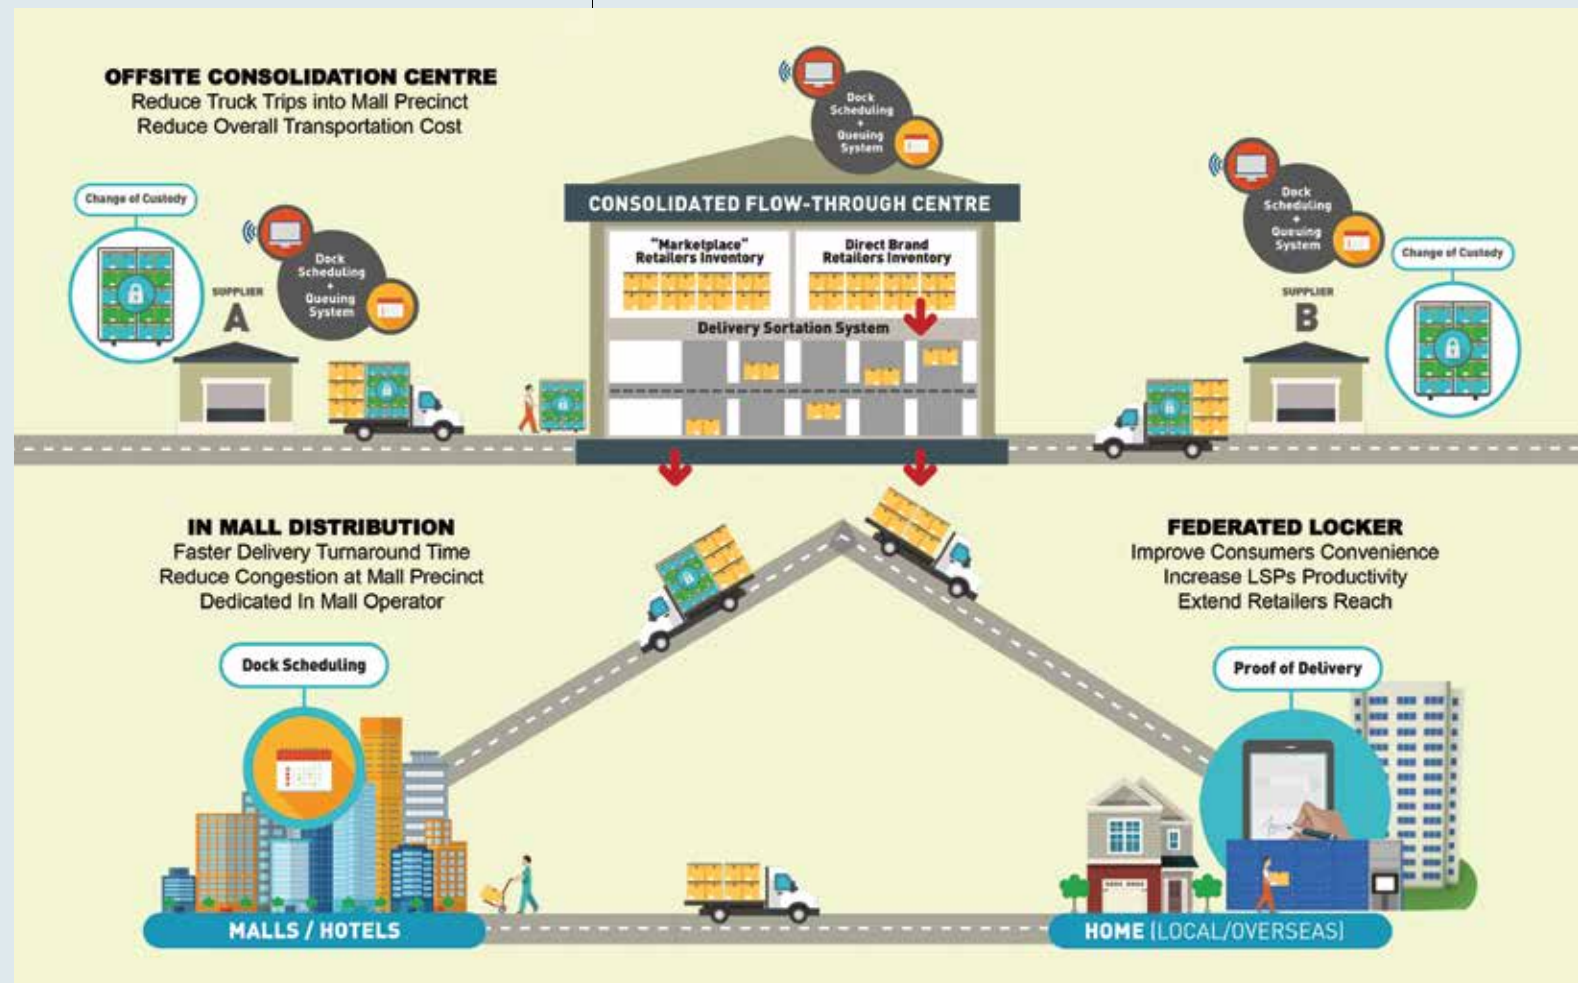 OFFSITE CONSOLIDATION CENTRE
Reduce Truck Trips into Mall Precinct
Reduce Overall Transportation Cost
Dock
Scheduling
+
Queuing
System
Change of Custody
SUPPLIER
A
Dock
Scheduling
+
Queuing
System
CONSOLIDATED FLOW-THROUGH CENTRE
"Marketplace"
Retailers Inventory
Direct Brand
Retailers Inventory
Delivery Sortation System
Dock
Scheduling
+
Queuing
System
SUPPLIER
B
Change of Custody
IN MALL DISTRIBUTION
Faster Delivery Turnaround Time
Reduce Congestion at Mall Precinct
Dedicated In Mall Operator
FEDERATED LOCKER
Improve Consumers Convenience
Increase LSPs Productivity
Extend Retailers Reach
Dock Scheduling
Proof of Delivery
MALLS / HOTELS
HOME (LOCAL/OVERSEAS)